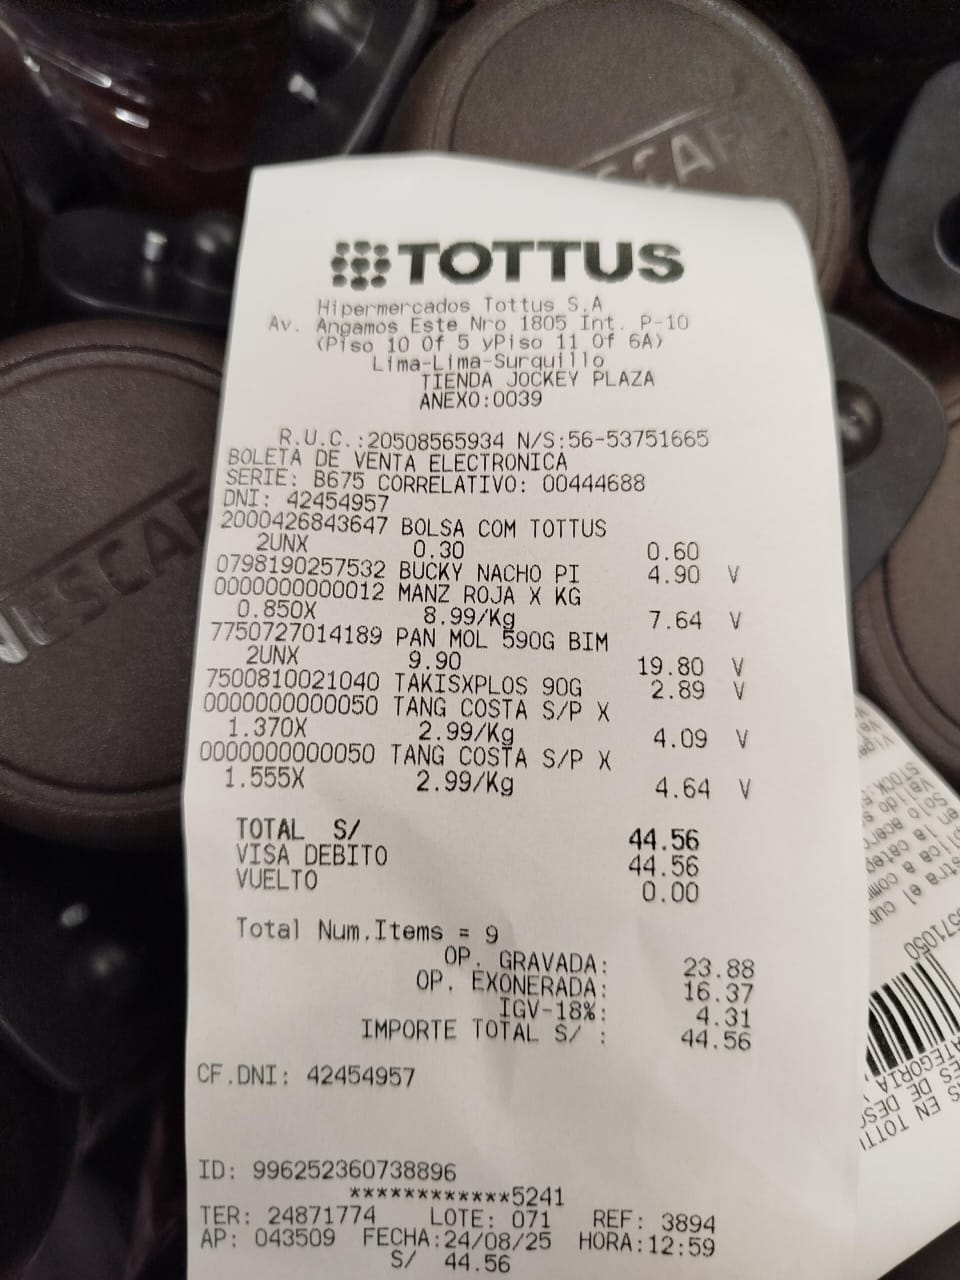 NESCAFÉ
TOTTUS
Hipermercados Tottus S.A
Av. Angamos Este Nro 1805 Int. P-10
(Piso 10 Of 5 yPiso 11 Of 6A)
Lima-Lima-Surquillo
TIENDA JOCKEY PLAZA
ANEXO:0039
R.U.C.:20508565934 N/S:56-53751665
BOLETA DE VENTA ELECTRONICA
SERIE: B675 CORRELATIVO: 00444688
DNI: 42454957
2000426843647 BOLSA COM TOTTUS
2UNX 0.30 0.60
0798190257532 BUCKY NACHO PI 4.90 V
0000000000012 MANZ ROJA X KG
0.850X 8.99/Kg 7.64 V
7750727014189 PAN MOL 590G BIM
2UNX 9.90 19.80 V
7500810021040 TAKISXPLOS 90G 2.89 V
0000000000050 TANG COSTA S/P X
1.370X 2.99/Kg 4.09 V
0000000000050 TANG COSTA S/P X
1.555X 2.99/Kg 4.64 V
TOTAL S/ 44.56
VISA DEBITO 44.56
VUELTO 0.00
Total Num.Items = 9
OP. GRAVADA: 23.88
OP. EXONERADA: 16.37
IGV-18%: 4.31
IMPORTE TOTAL S/ : 44.56
CF.DNI: 42454957
ID: 996252360738896
************5241
TER: 24871774 LOTE: 071 REF: 3894
AP: 043509 FECHA:24/08/25 HORA:12:59
S/ 44.56